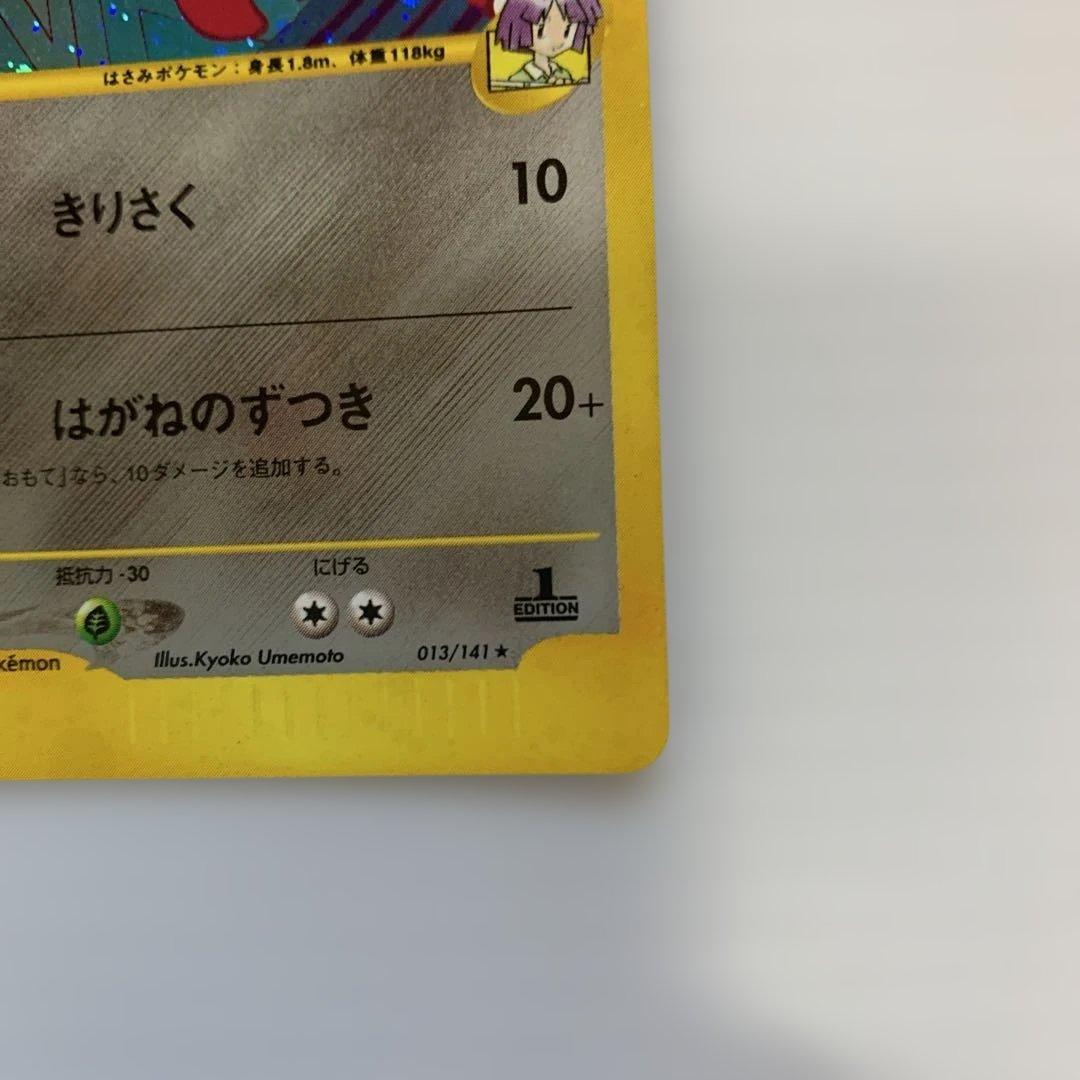 はさみポケモン：身長1.8m、体重118kg
きりさく 10
はがねのずつき 20+
おもて」なら、10ダメージを追加する。
抵抗力 -30 にげる
1
EDITION
kémon Illus.Kyoko Umemoto 013/141★